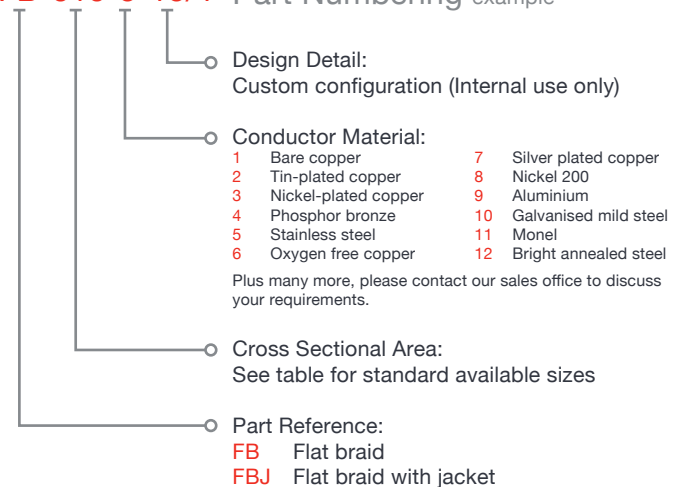 Part Numbering example
Design Detail:
Custom configuration (Internal use only)
Conductor Material:
1 Bare copper
2 Tin-plated copper
3 Nickel-plated copper
4 Phosphor bronze
5 Stainless steel
6 Oxygen free copper
7 Silver plated copper
8 Nickel 200
9 Aluminium
10 Galvanised mild steel
11 Monel
12 Bright annealed steel
Plus many more, please contact our sales office to discuss
your requirements.
Cross Sectional Area:
See table for standard available sizes
Part Reference:
FB Flat braid
FBJ Flat braid with jacket